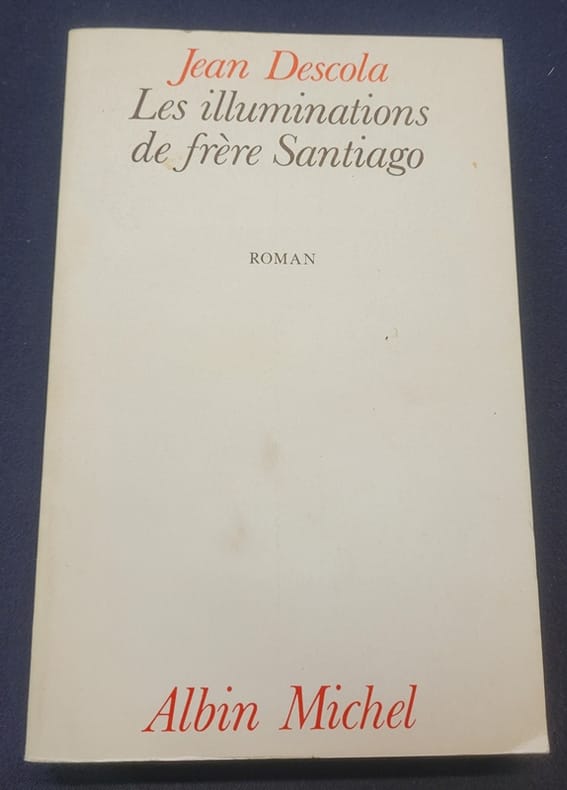 Jean Descola
Les illuminations
de frère Santiago
ROMAN
Albin Michel